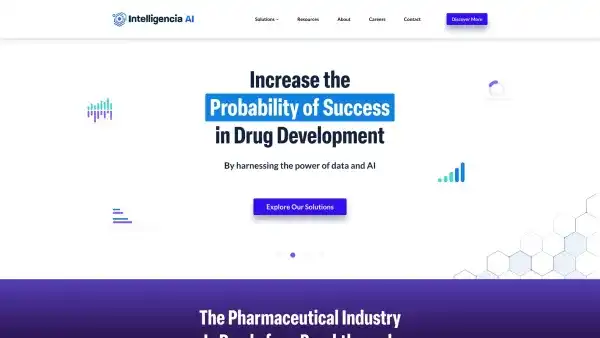 Intelligencia AI
Solutions
Resources
About
Careers
Contact
Discover More
Increase the
Probability of Success
in Drug Development
By harnessing the power of data and AI
Explore Our Solutions
The Pharmaceutical Industry